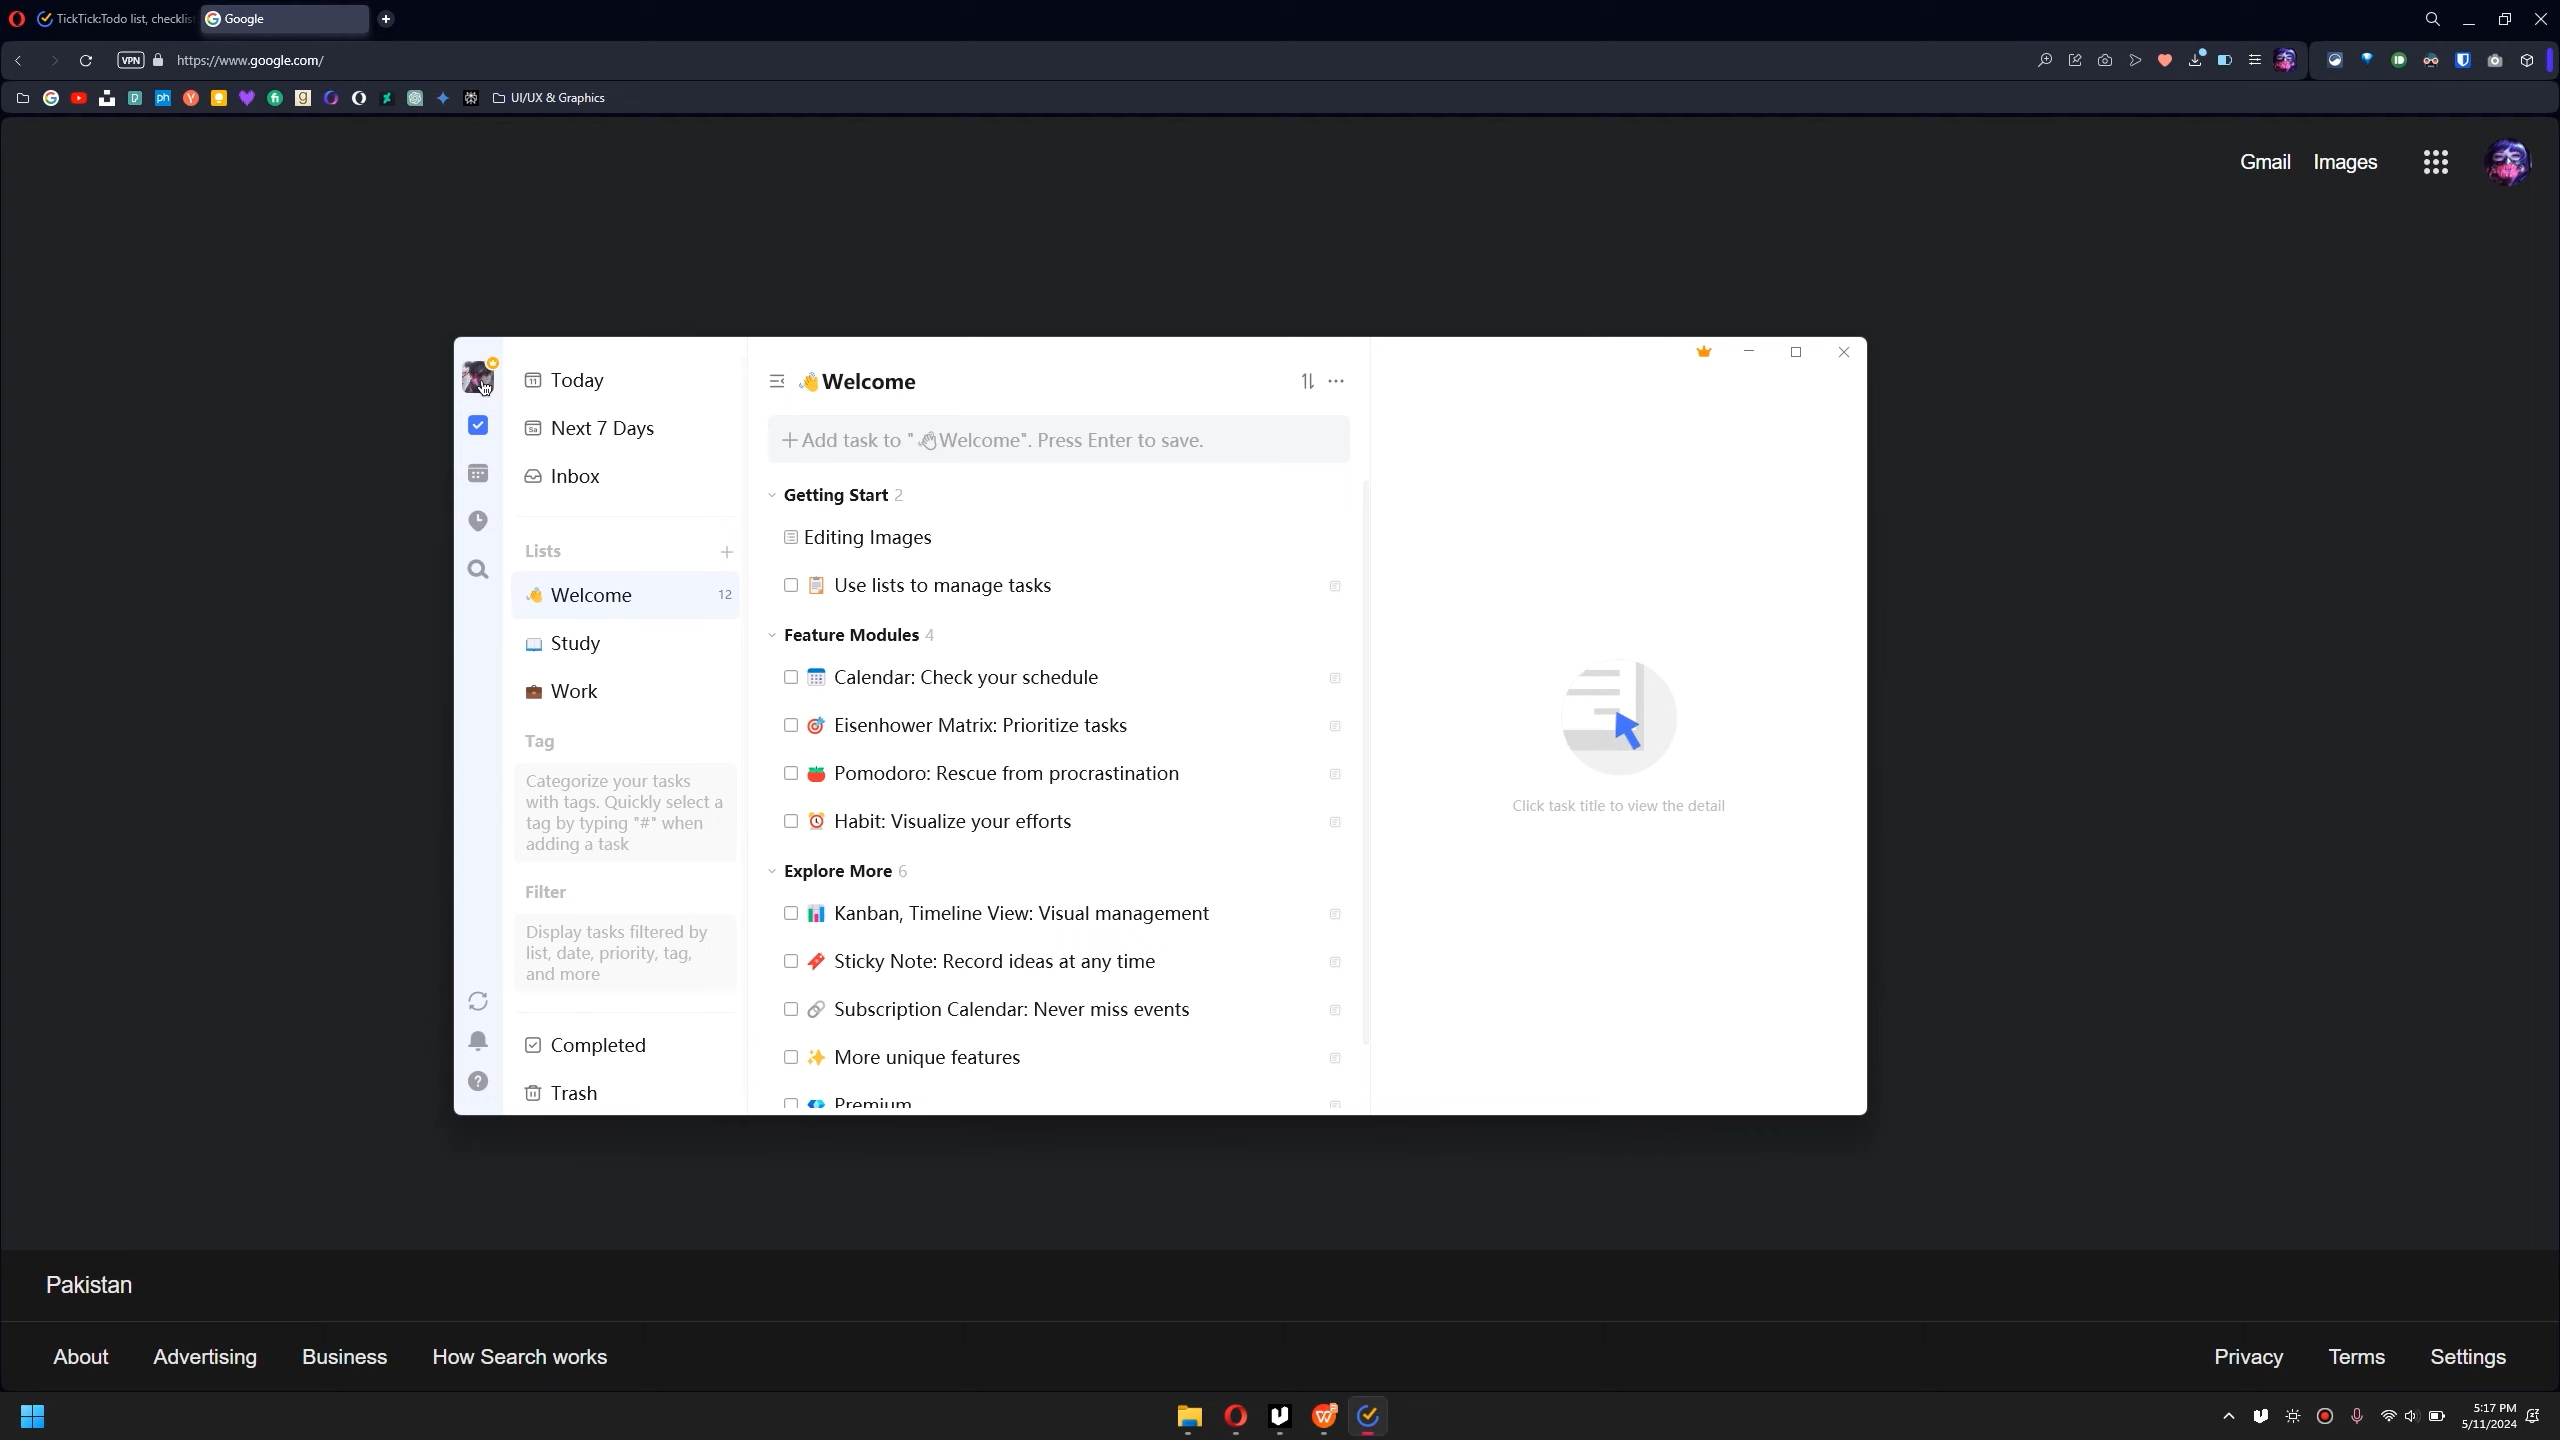 TickTick:Todo list, checklis
Google
VPN
https://www.google.com/
UI/UX & Graphics
Gmail
Images
Today
Next 7 Days
Inbox
Lists
Welcome 12
Study
Work
Tag
Categorize your tasks
with tags. Quickly select a
tag by typing "#" when
adding a task
Filter
Display tasks filtered by
list, date, priority, tag,
and more
Completed
Trash
👋Welcome
Add task to "👋Welcome". Press Enter to save.
Getting Start 2
Editing Images
Use lists to manage tasks
Feature Modules 4
Calendar: Check your schedule
Eisenhower Matrix: Prioritize tasks
Pomodoro: Rescue from procrastination
Habit: Visualize your efforts
Explore More 6
Kanban, Timeline View: Visual management
Sticky Note: Record ideas at any time
Subscription Calendar: Never miss events
More unique features
Premium
Click task title to view the detail
Pakistan
About
Advertising
Business
How Search works
Privacy
Terms
Settings
5:17 PM
5/11/2024